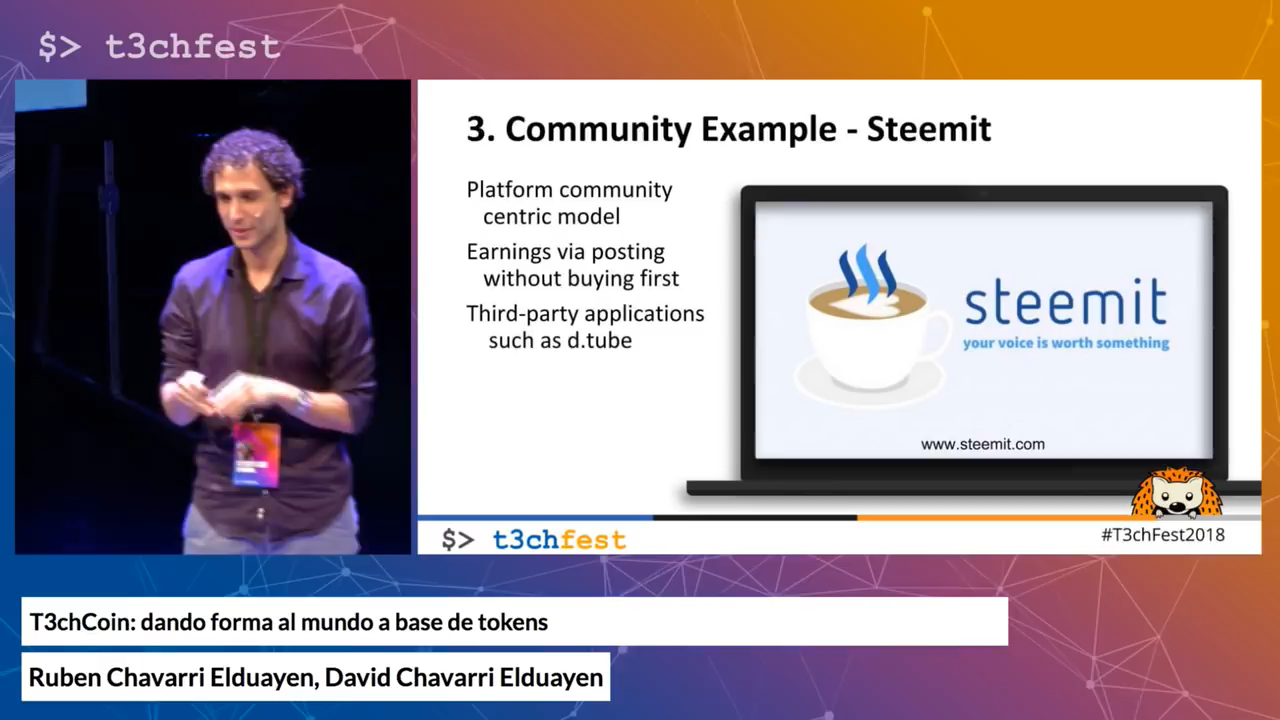 $> t3chfest
3. Community Example - Steemit
Platform community
centric model
Earnings via posting
without buying first
Third-party applications
such as d.tube
steemit
your voice is worth something
www.steemit.com
$> t3chfest
#T3chFest2018
T3chCoin: dando forma al mundo a base de tokens
Ruben Chavarri Elduayen, David Chavarri Elduayen